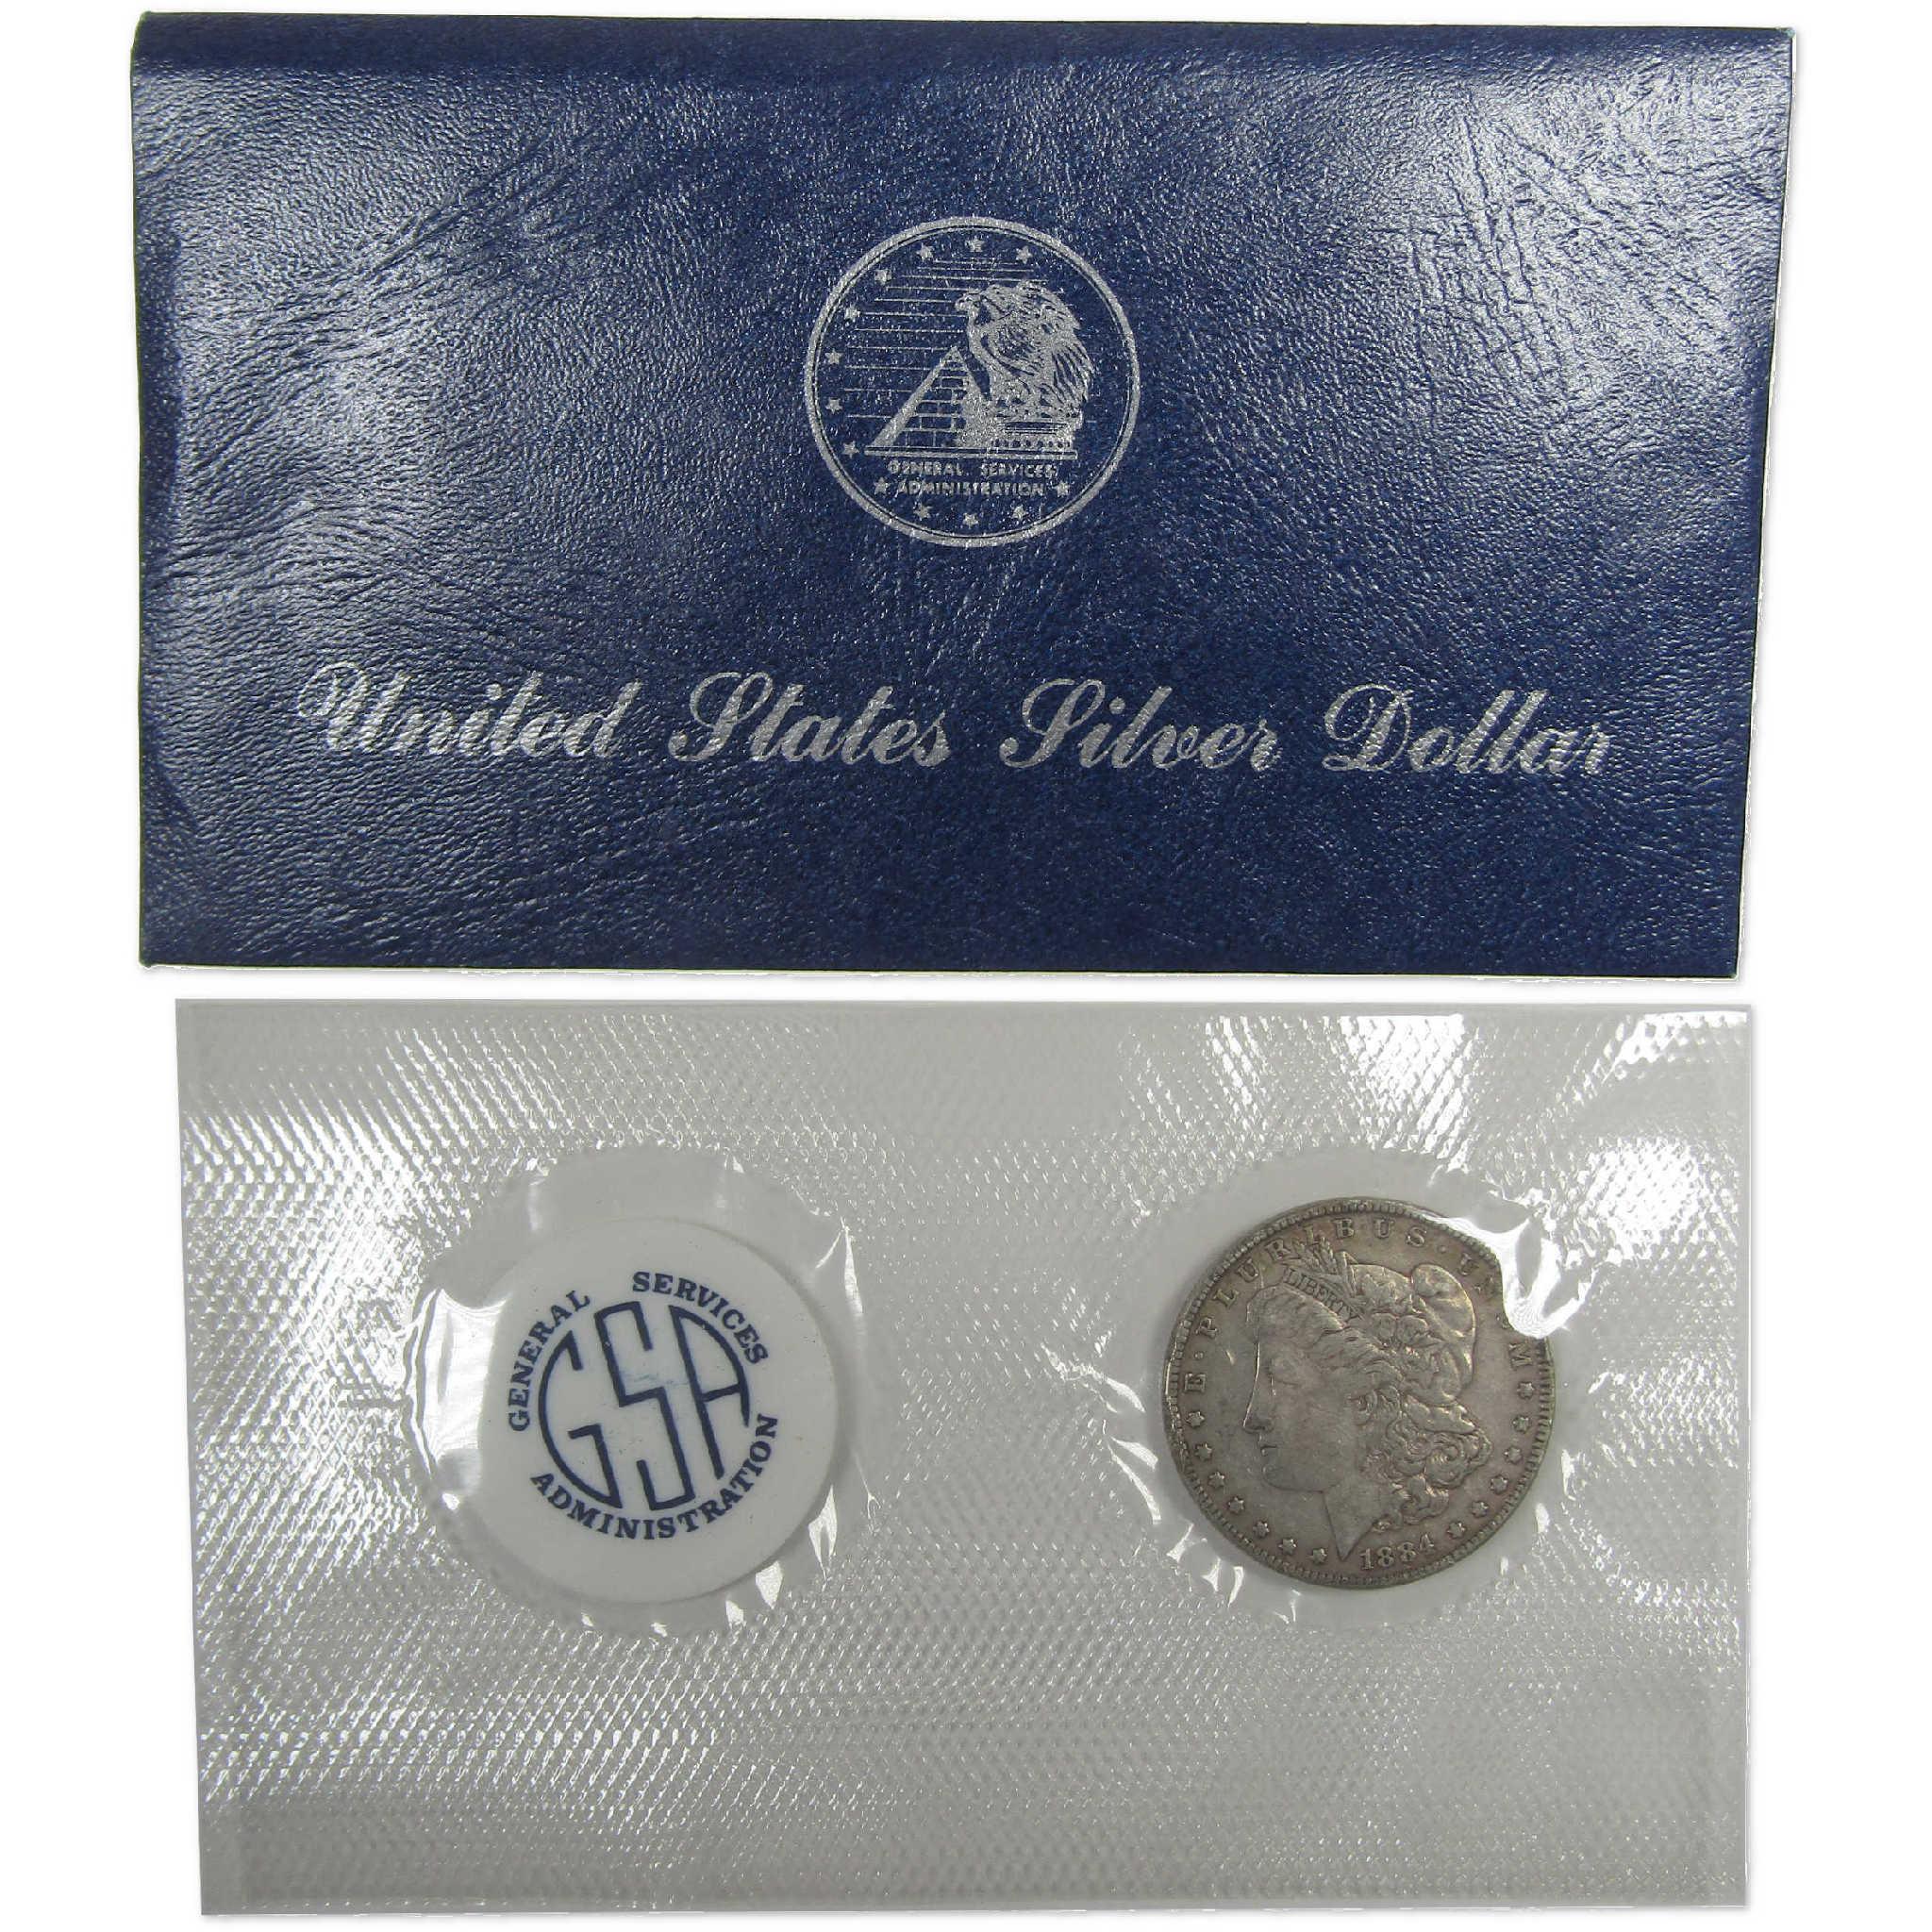 GENERAL SERVICES
ADMINISTRATION
United States Silver Dollar
GENERAL SERVICES
GSA
ADMINISTRATION
E · PLURIBUS · UNUM
LIBERTY
1884